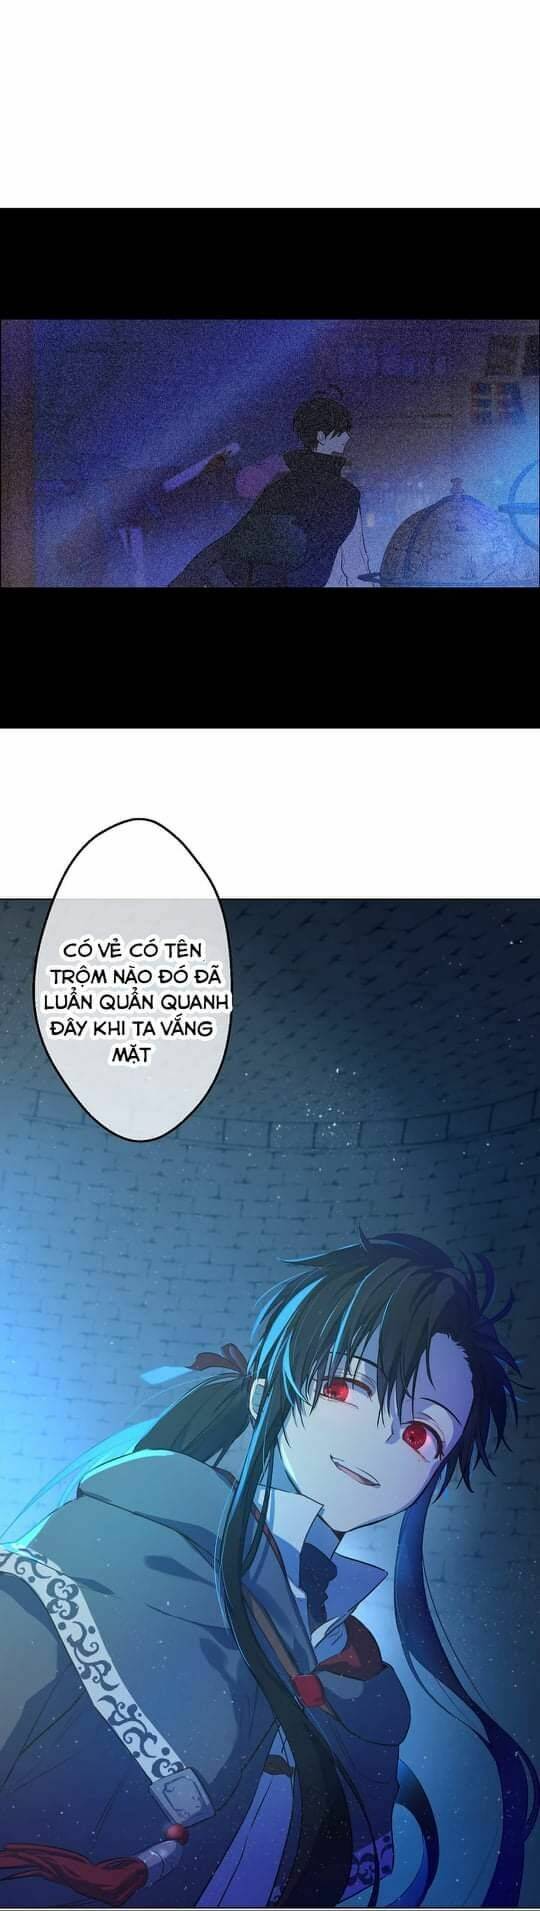 CÓ VẺ CÓ TÊN
TRỘM NÀO ĐÓ ĐÃ
LUẨN QUẨN QUANH
ĐÂY KHI TA VẮNG
MẶT